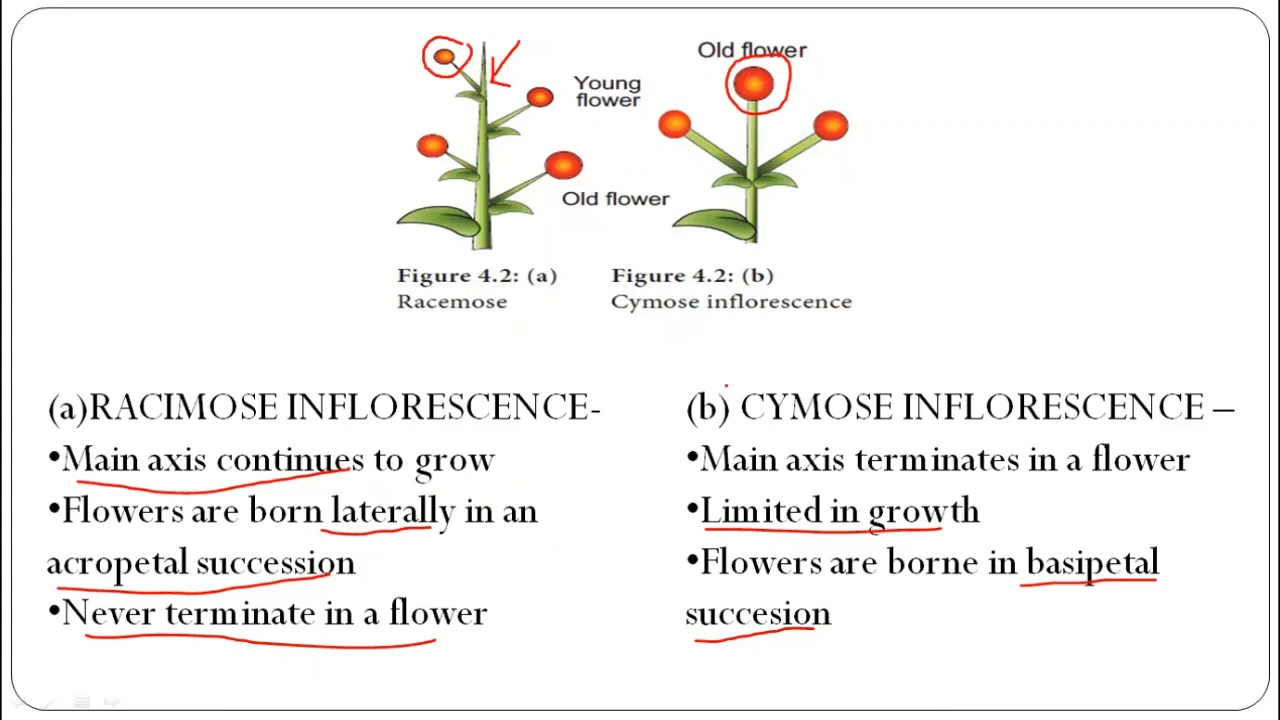 Old flower
Young
flower
Old flower
Figure 4.2: (a)
Racemose
Figure 4.2: (b)
Cymose inflorescence
(a)RACIMOSE INFLORESCENCE-
•Main axis continues to grow
•Flowers are born laterally in an
acropetal succession
•Never terminate in a flower
(b) CYMOSE INFLORESCENCE –
•Main axis terminates in a flower
•Limited in growth
•Flowers are borne in basipetal
succesion